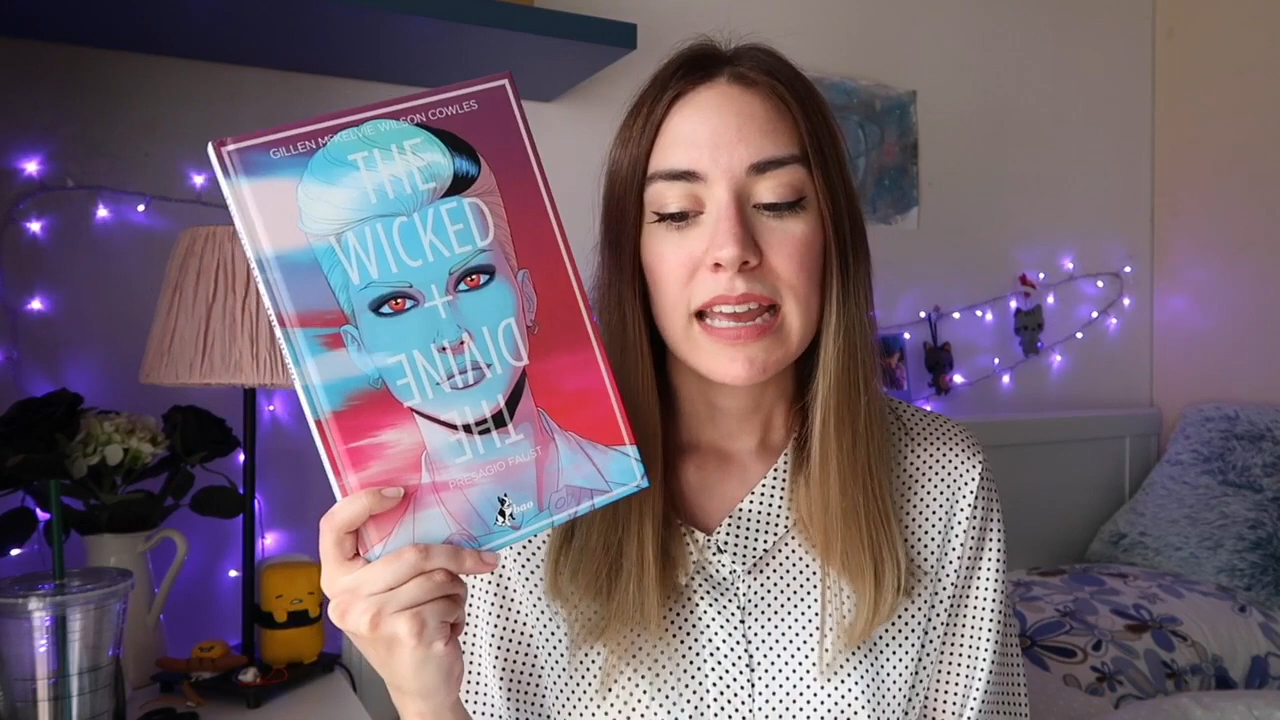 GILLEN McKELVIE WILSON COWLES
THE
WICKED
+
DIVINE
THE
PRESAGIO FAUST
bao